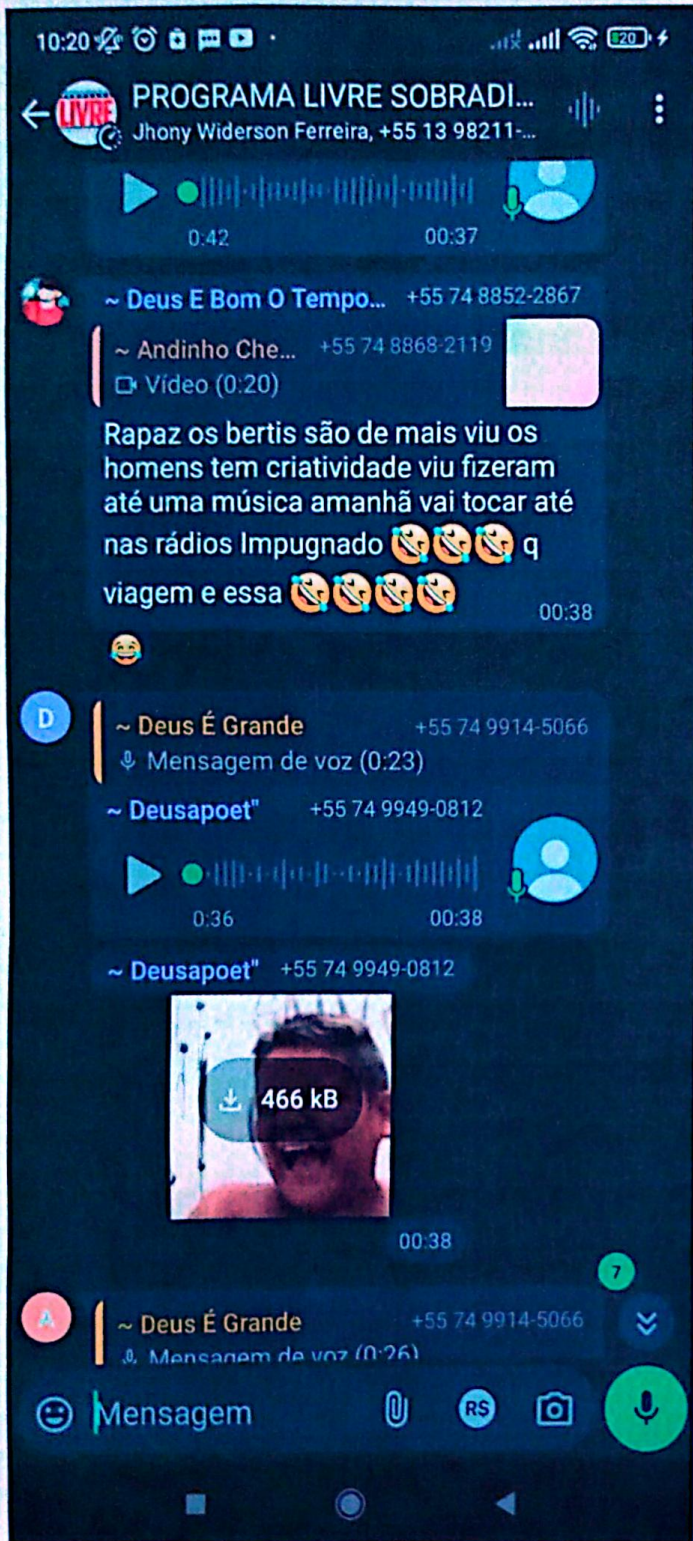 10:20
20
LIVRE
PROGRAMA LIVRE SOBRADI...
Jhony Widerson Ferreira, +55 13 98211-...
0:42 00:37
~ Deus E Bom O Tempo... +55 74 8852-2867
~ Andinho Che... +55 74 8868-2119
Vídeo (0:20)
Rapaz os bertis são de mais viu os
homens tem criatividade viu fizeram
até uma música amanhã vai tocar até
nas rádios Impugnado 🤣🤣🤣 q
viagem e essa 🤣🤣🤣🤣
00:38
😂
D
~ Deus É Grande +55 74 9914-5066
Mensagem de voz (0:23)
~ Deusapoet" +55 74 9949-0812
0:36 00:38
~ Deusapoet" +55 74 9949-0812
466 kB
00:38
7
A
~ Deus É Grande +55 74 9914-5066
Mensagem de voz (0:26)
Mensagem
R$